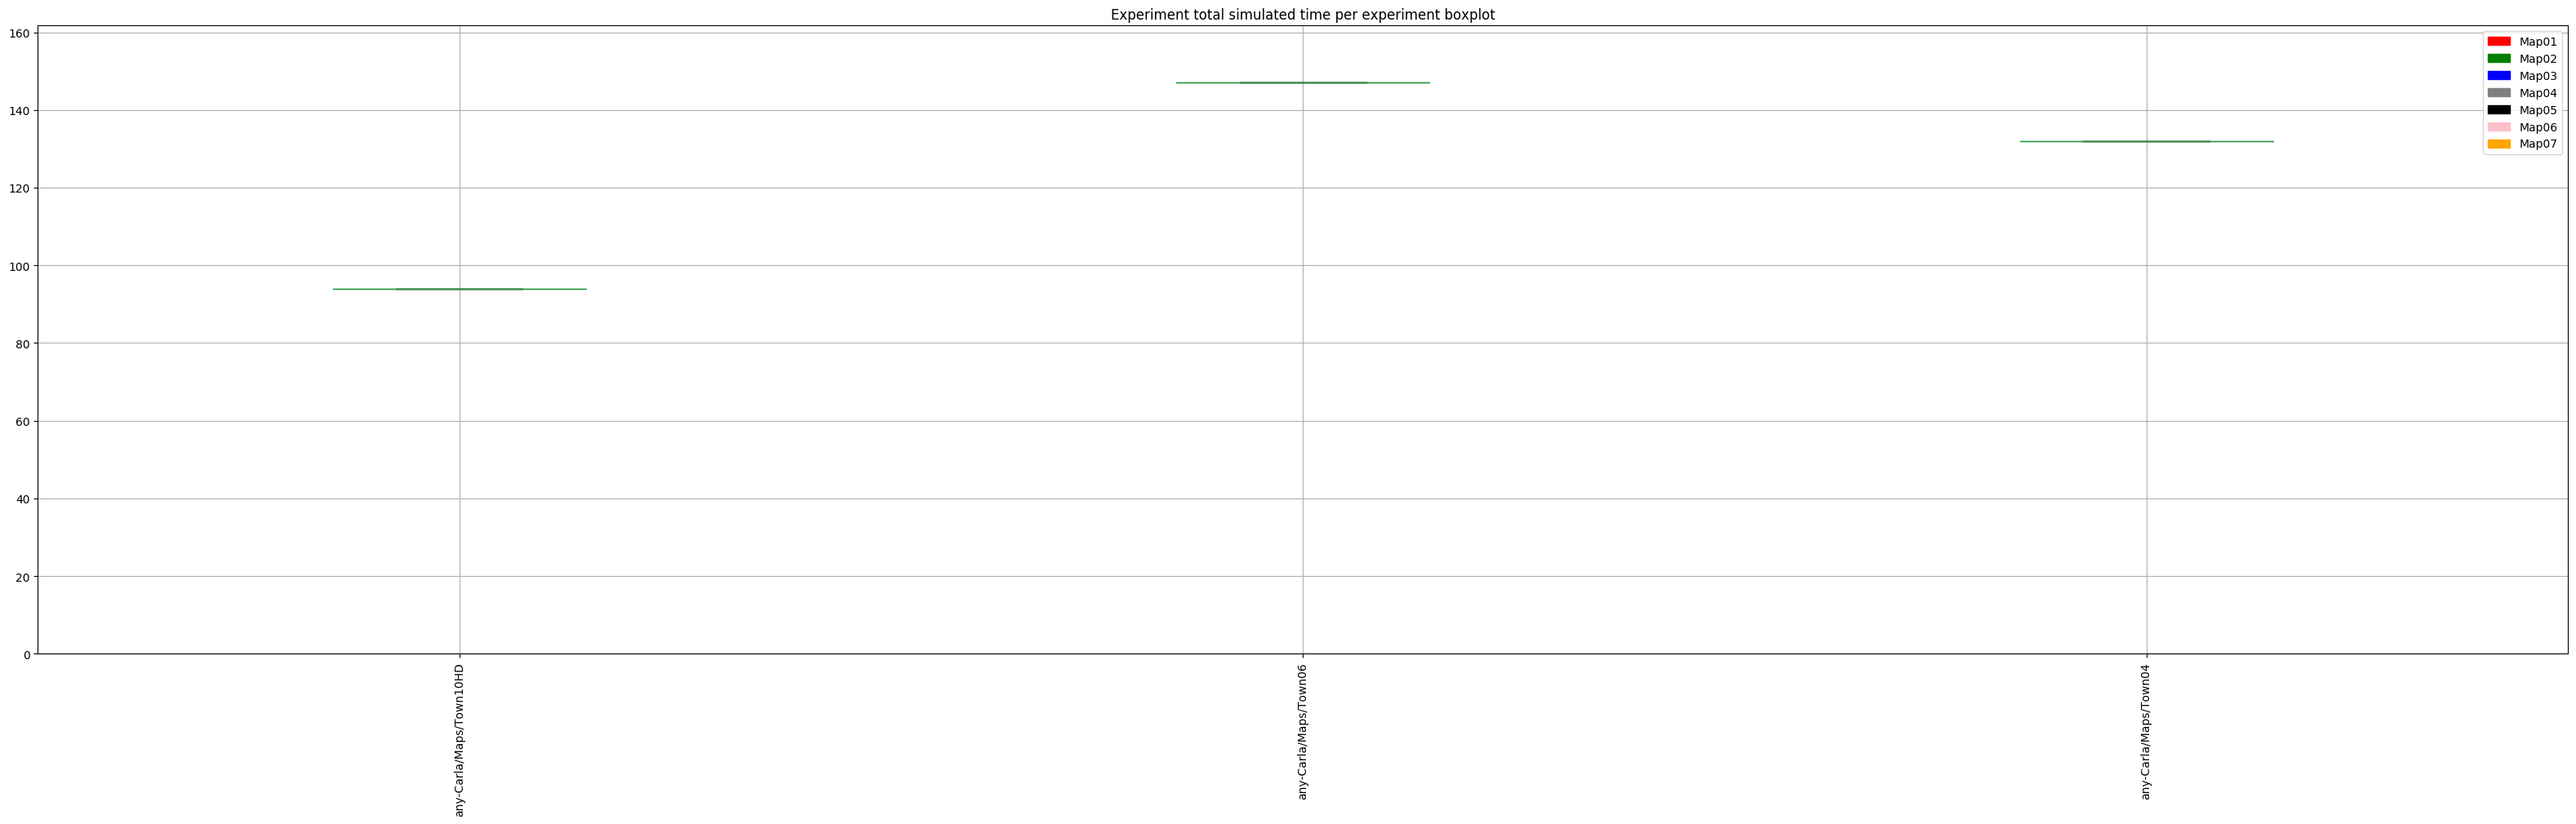 Experiment total simulated time per experiment boxplot
160
140
120
100
80
60
40
20
0
Map01
Map02
Map03
Map04
Map05
Map06
Map07
any-Carla/Maps/Town10HD
any-Carla/Maps/Town06
any-Carla/Maps/Town04